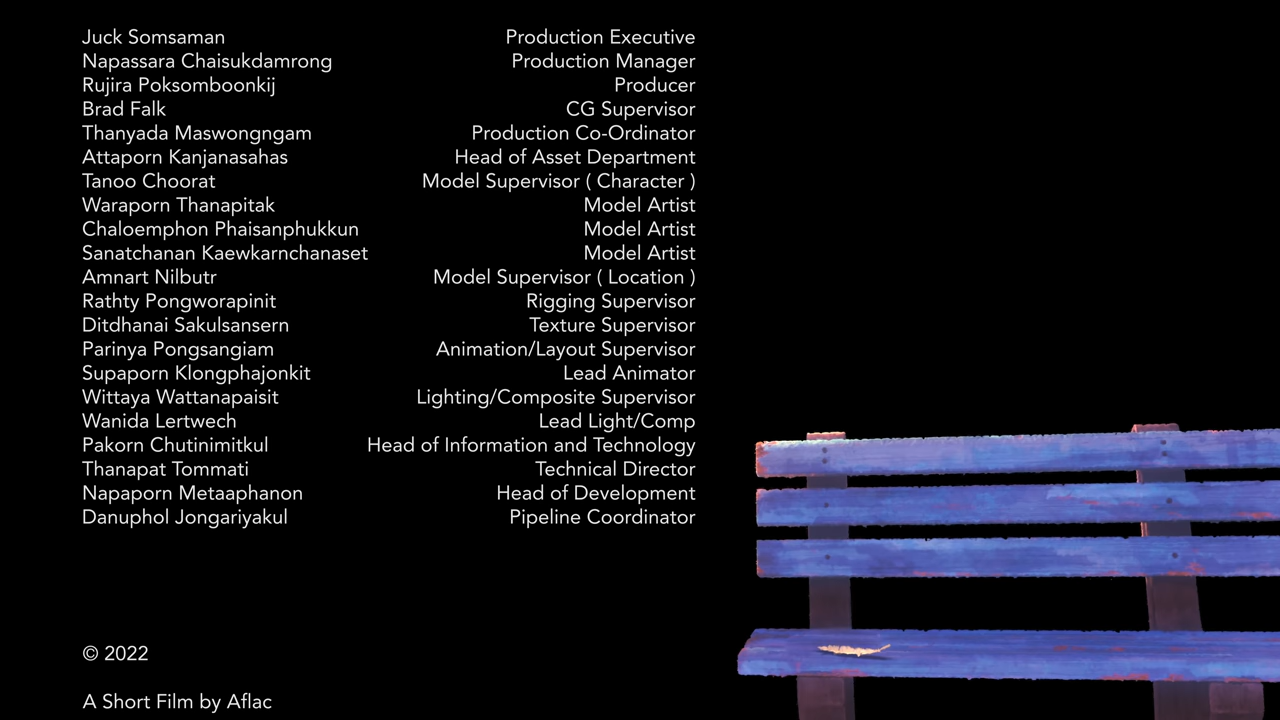 Juck Somsaman Production Executive
Napassara Chaisukdamrong Production Manager
Rujira Poksomboonkij Producer
Brad Falk CG Supervisor
Thanyada Maswongngam Production Co-Ordinator
Attaporn Kanjanasahas Head of Asset Department
Tanoo Choorat Model Supervisor ( Character )
Waraporn Thanapitak Model Artist
Chaloemphon Phaisanphukkun Model Artist
Sanatchanan Kaewkarnchanaset Model Artist
Amnart Nilbutr Model Supervisor ( Location )
Rathty Pongworapinit Rigging Supervisor
Ditdhanai Sakulsansern Texture Supervisor
Parinya Pongsangiam Animation/Layout Supervisor
Supaporn Klongphajonkit Lead Animator
Wittaya Wattanapaisit Lighting/Composite Supervisor
Wanida Lertwech Lead Light/Comp
Pakorn Chutinimitkul Head of Information and Technology
Thanapat Tommati Technical Director
Napaporn Metaaphanon Head of Development
Danuphol Jongariyakul Pipeline Coordinator
© 2022
A Short Film by Aflac